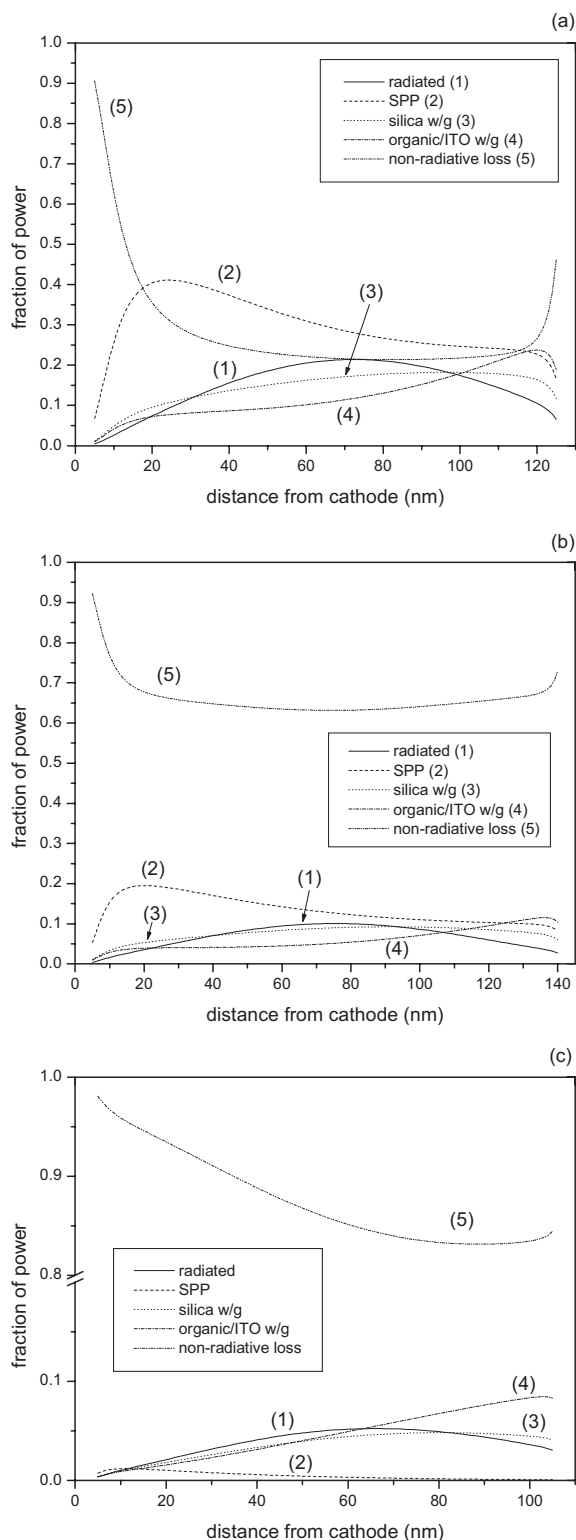 (a)
1.0
0.9
0.8
0.7
0.6
0.5
0.4
0.3
0.2
0.1
0.0
fraction of power
radiated (1)
SPP (2)
silica w/g (3)
organic/ITO w/g (4)
non-radiative loss (5)
(5)
(2)
(3)
(1)
(4)
0 20 40 60 80 100 120
distance from cathode (nm)
(b)
1.0
0.9
0.8
0.7
0.6
0.5
0.4
0.3
0.2
0.1
0.0
fraction of power
(5)
radiated (1)
SPP (2)
silica w/g (3)
organic/ITO w/g (4)
non-radiative loss (5)
(2)
(3)
(1)
(4)
0 20 40 60 80 100 120 140
distance from cathode (nm)
(c)
1.0
0.9
0.8
0.1
0.0
fraction of power
(5)
radiated
SPP
silica w/g
organic/ITO w/g
non-radiative loss
(4)
(1)
(3)
(2)
0 20 40 60 80 100
distance from cathode (nm)